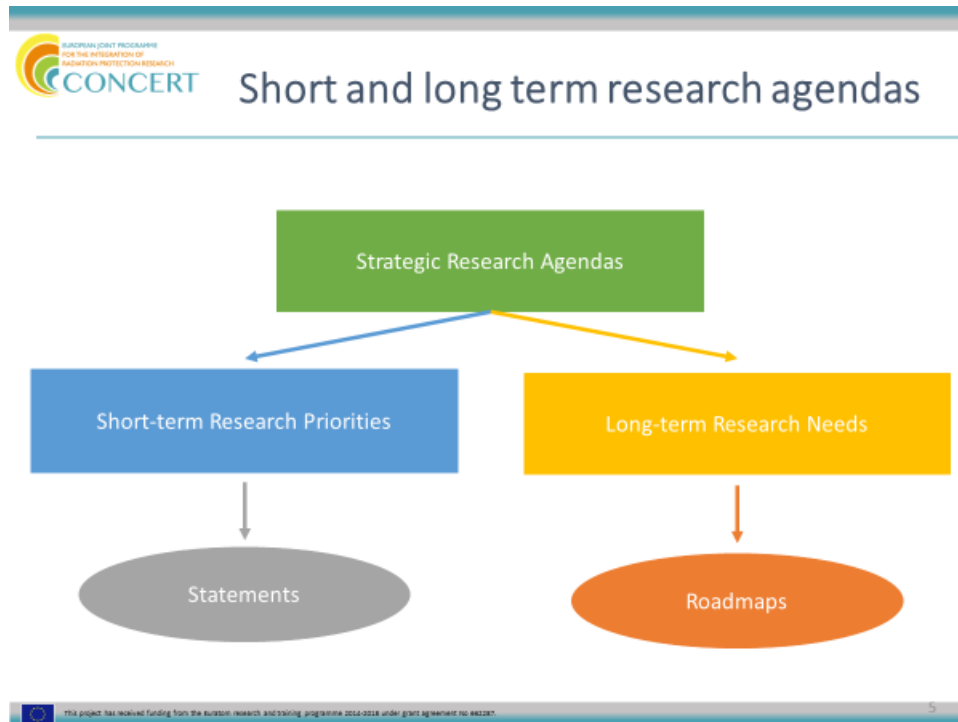 EUROPEAN JOINT PROGRAMME
FOR THE INTEGRATION OF
RADIATION PROTECTION RESEARCH
CONCERT
Short and long term research agendas
Strategic Research Agendas
Short-term Research Priorities
Long-term Research Needs
Statements
Roadmaps
This project has received funding from the Euratom research and training programme 2014-2018 under grant agreement No 662287.
5